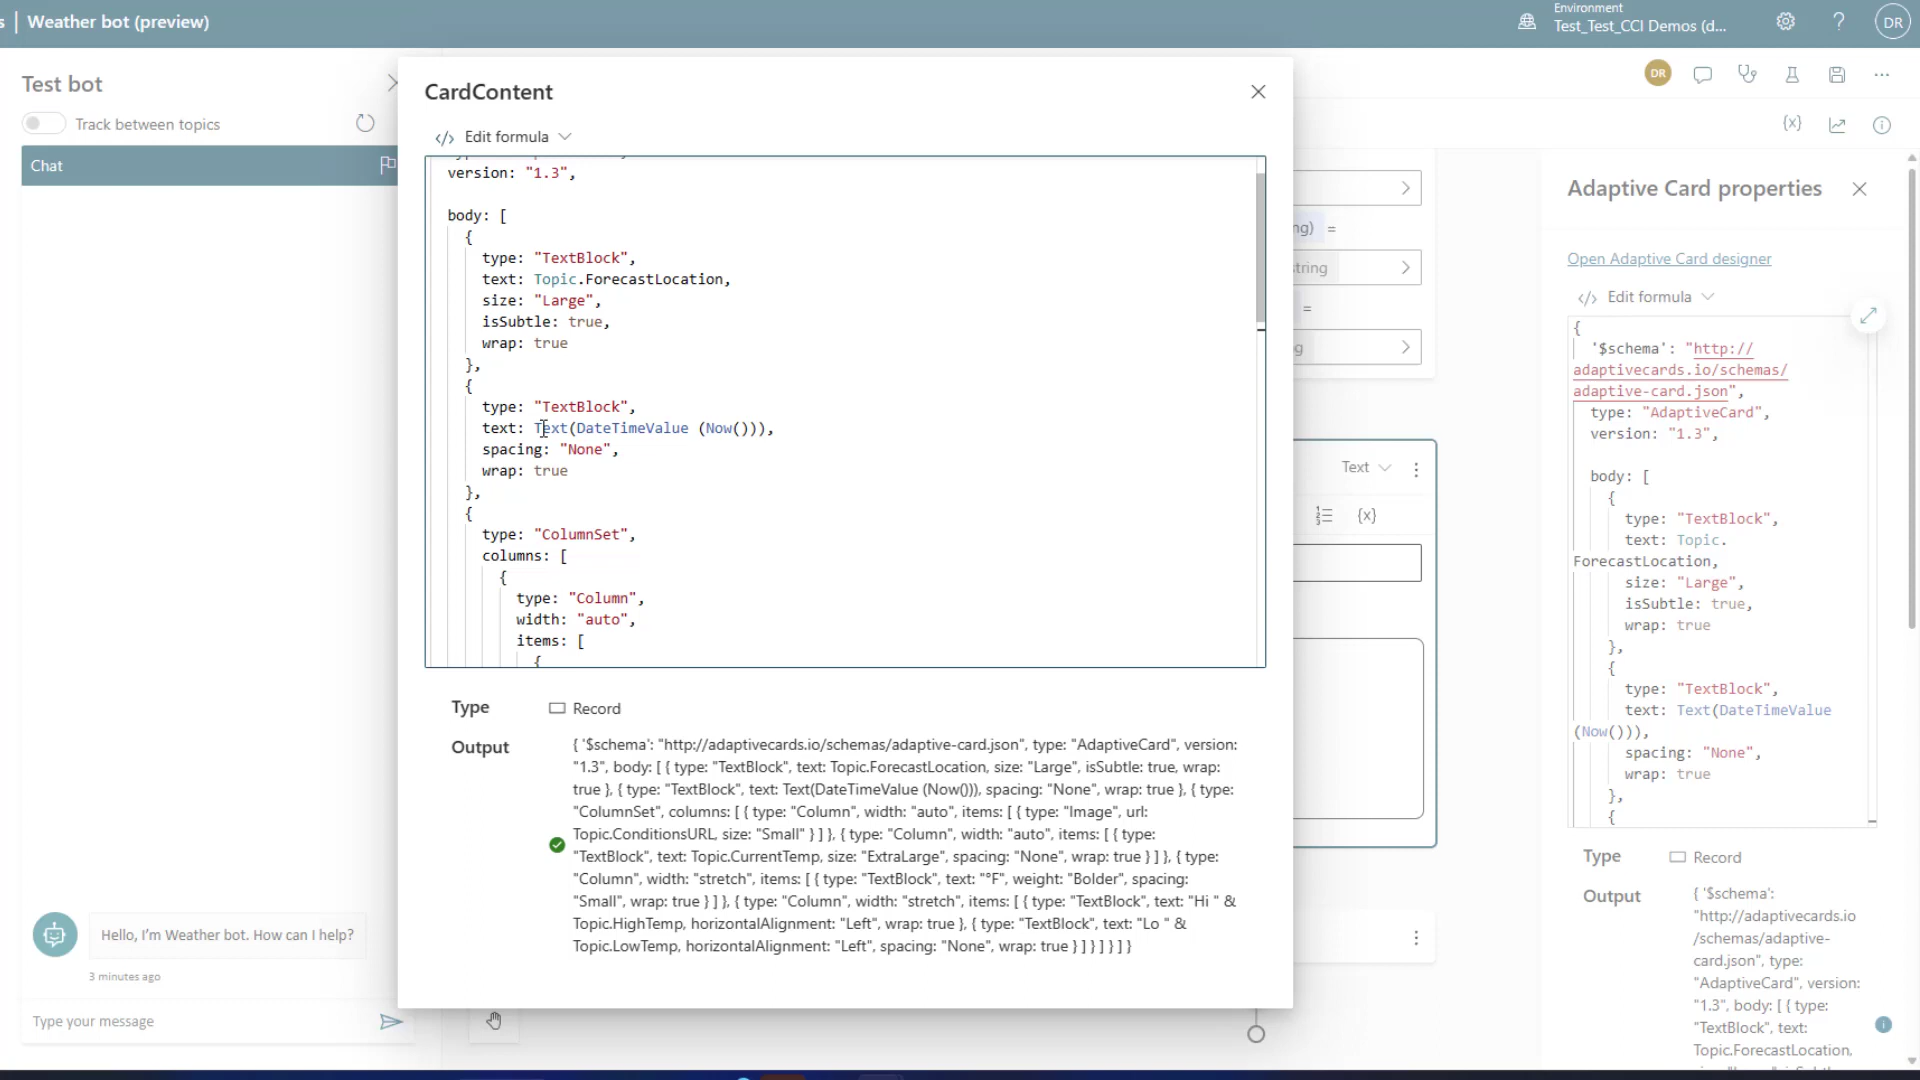 s | Weather bot (preview)
Environment
Test_Test_CCI Demos (d...
?
DR
Test bot
Track between topics
Chat
Hello, I'm Weather bot. How can I help?
3 minutes ago
Type your message
CardContent
</> Edit formula
version: "1.3",
body: [
{
type: "TextBlock",
text: Topic.ForecastLocation,
size: "Large",
isSubtle: true,
wrap: true
},
{
type: "TextBlock",
text: Text(DateTimeValue (Now())),
spacing: "None",
wrap: true
},
{
type: "ColumnSet",
columns: [
{
type: "Column",
width: "auto",
items: [
{
Type
Record
Output
{ '$schema': "http://adaptivecards.io/schemas/adaptive-card.json", type: "AdaptiveCard", version:
"1.3", body: [ { type: "TextBlock", text: Topic.ForecastLocation, size: "Large", isSubtle: true, wrap:
true }, { type: "TextBlock", text: Text(DateTimeValue (Now())), spacing: "None", wrap: true }, { type:
"ColumnSet", columns: [ { type: "Column", width: "auto", items: [ { type: "Image", url:
Topic.ConditionsURL, size: "Small" } ] }, { type: "Column", width: "auto", items: [ { type:
"TextBlock", text: Topic.CurrentTemp, size: "ExtraLarge", spacing: "None", wrap: true } ] }, { type:
"Column", width: "stretch", items: [ { type: "TextBlock", text: "°F", weight: "Bolder", spacing:
"Small", wrap: true } ] }, { type: "Column", width: "stretch", items: [ { type: "TextBlock", text: "Hi " &
Topic.HighTemp, horizontalAlignment: "Left", wrap: true }, { type: "TextBlock", text: "Lo " &
Topic.LowTemp, horizontalAlignment: "Left", spacing: "None", wrap: true } ] } ] } ] }
ng) =
string
=
g
Text
{x}
DR
{x}
Adaptive Card properties
Open Adaptive Card designer
</> Edit formula
{
'$schema': "http://
adaptivecards.io/schemas/
adaptive-card.json",
type: "AdaptiveCard",
version: "1.3",
body: [
{
type: "TextBlock",
text: Topic.
ForecastLocation,
size: "Large",
isSubtle: true,
wrap: true
},
{
type: "TextBlock",
text: Text(DateTimeValue
(Now())),
spacing: "None",
wrap: true
},
{
Type
Record
Output
{ '$schema':
"http://adaptivecards.io
/schemas/adaptive-
card.json", type:
"AdaptiveCard", version:
"1.3", body: [ { type:
"TextBlock", text:
Topic.ForecastLocation,